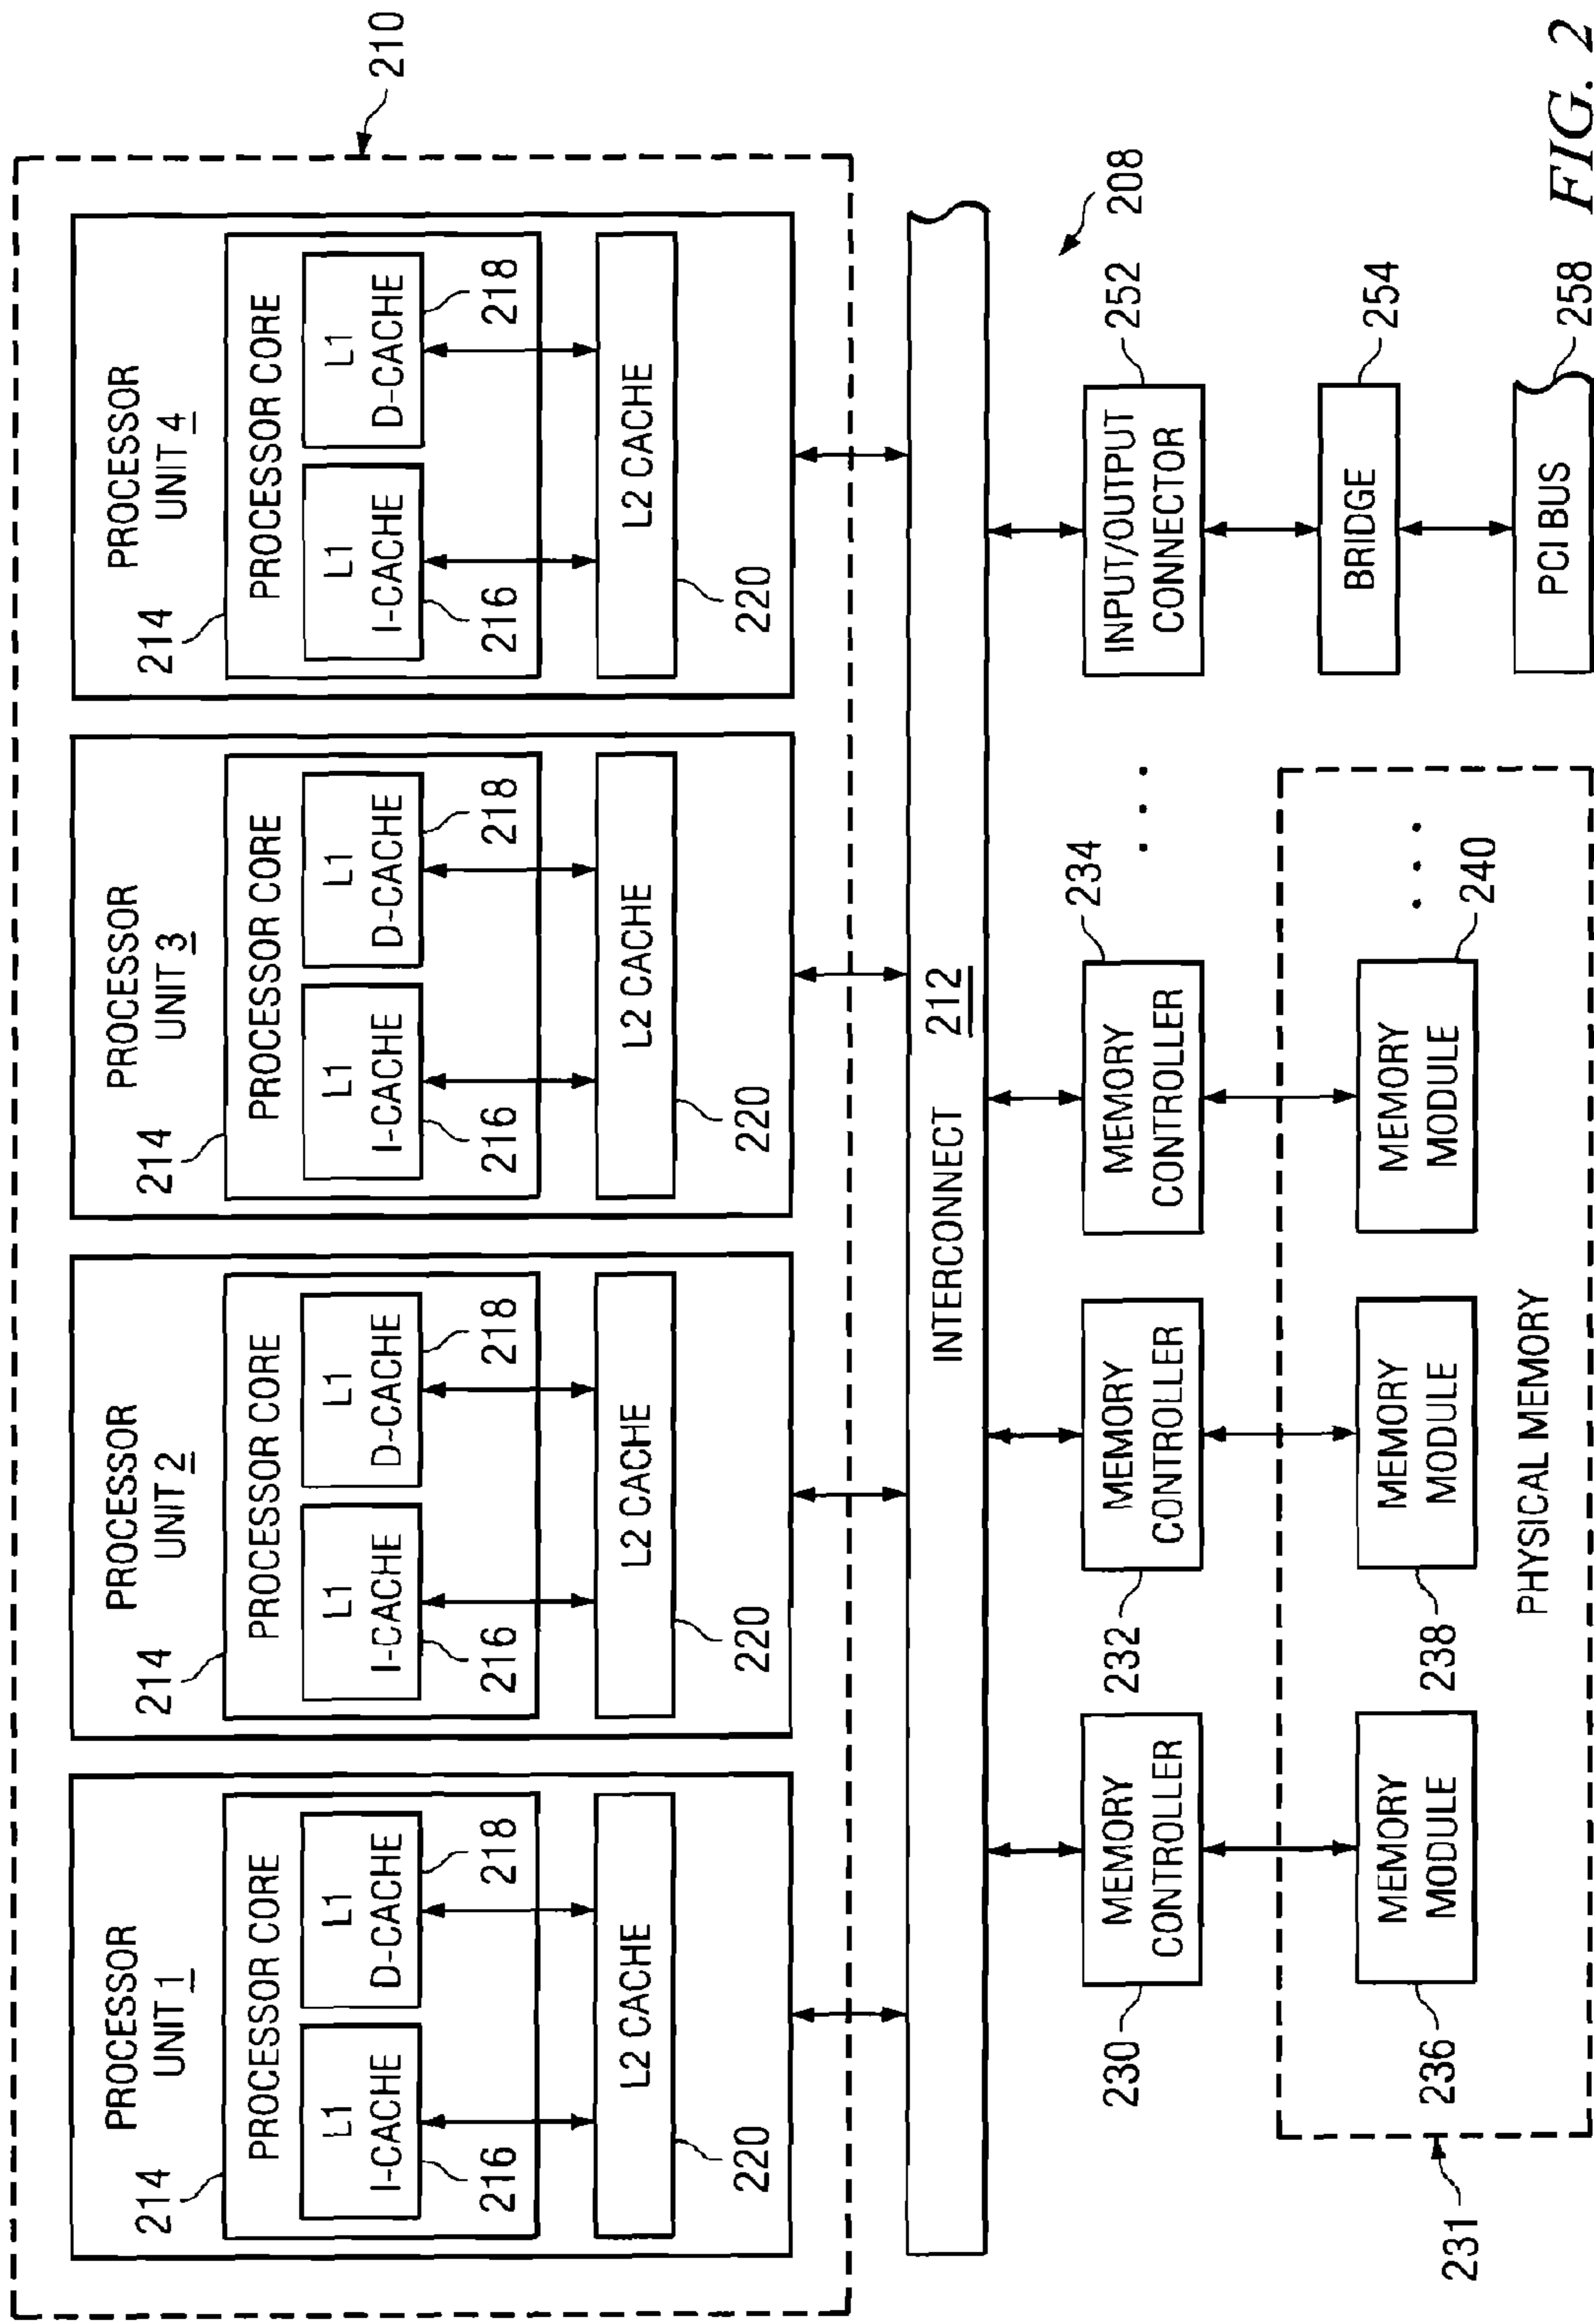 210
PROCESSOR
UNIT 1
214
PROCESSOR CORE
L1
I-CACHE
L1
D-CACHE
216
218
L2 CACHE
220
PROCESSOR
UNIT 2
214
PROCESSOR CORE
L1
I-CACHE
L1
D-CACHE
216
218
L2 CACHE
220
PROCESSOR
UNIT 3
214
PROCESSOR CORE
L1
I-CACHE
L1
D-CACHE
216
218
L2 CACHE
220
PROCESSOR
UNIT 4
214
PROCESSOR CORE
L1
I-CACHE
L1
D-CACHE
216
218
L2 CACHE
220
INTERCONNECT 212
208
230
MEMORY
CONTROLLER
232
MEMORY
CONTROLLER
234
MEMORY
CONTROLLER
. . .
252
INPUT/OUTPUT
CONNECTOR
254
BRIDGE
258
PCI BUS
231
236
MEMORY
MODULE
238
MEMORY
MODULE
240
MEMORY
MODULE
. . .
PHYSICAL MEMORY
FIG. 2